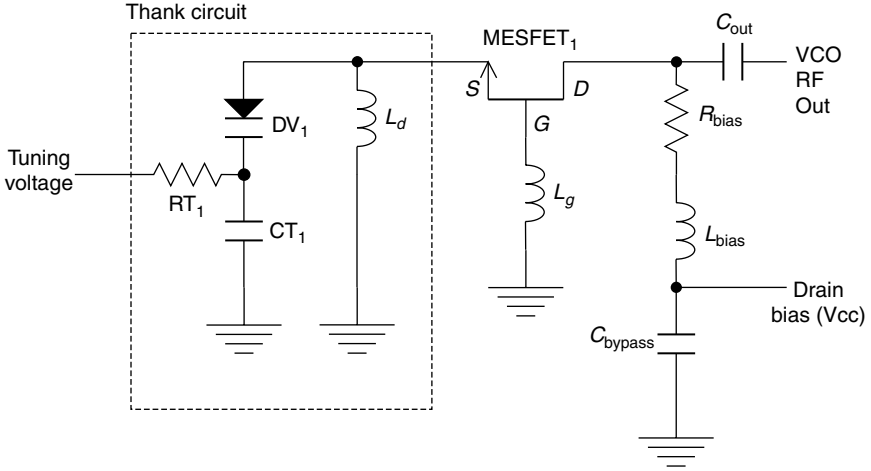 Thank circuit
MESFET1
Cout
VCO
RF
Out
S
D
G
DV1
Ld
Rbias
Tuning
voltage
RT1
CT1
Lg
Lbias
Drain
bias (Vcc)
Cbypass